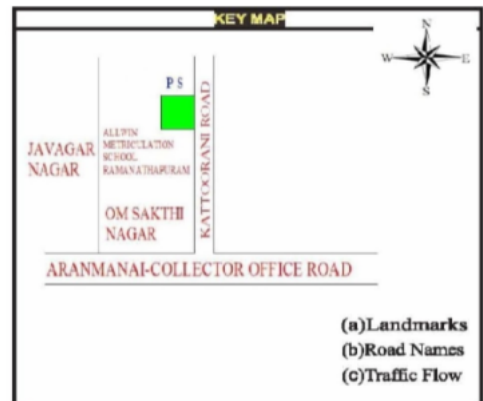 KEY MAP
N
W E
S
P S
ALLWIN
METRICULATION
SCHOOL
RAMANATHAPURAM
JAVAGAR
NAGAR
KATTOORANI ROAD
OM SAKTHI
NAGAR
ARANMANAI-COLLECTOR OFFICE ROAD
(a)Landmarks
(b)Road Names
(c)Traffic Flow